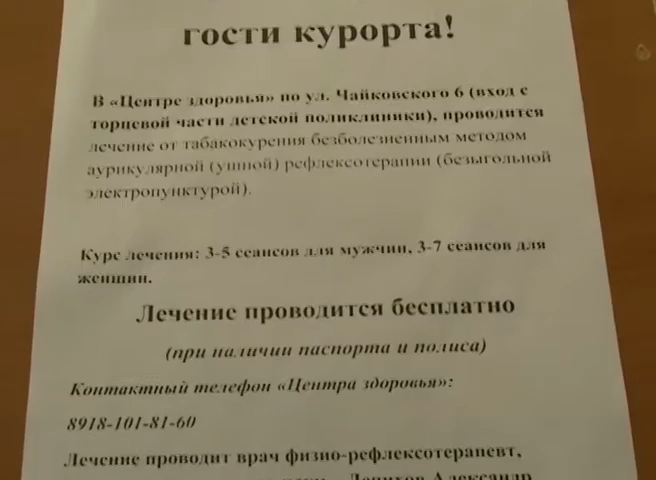 гости курорта!
В «Центре здоровья» по ул. Чайковского 6 (вход с
торцевой части детской поликлиники), проводится
лечение от табакокурения безболезненным методом
аурикулярной (ушной) рефлексотерапии (безыгольной
электропунктурой).
Курс лечения: 3-5 сеансов для мужчин, 3-7 сеансов для
женщин.
Лечение проводится бесплатно
(при наличии паспорта и полиса)
Контактный телефон «Центра здоровья»:
8918-101-81-60
Лечение проводит врач физио-рефлексотерапевт,
Александр